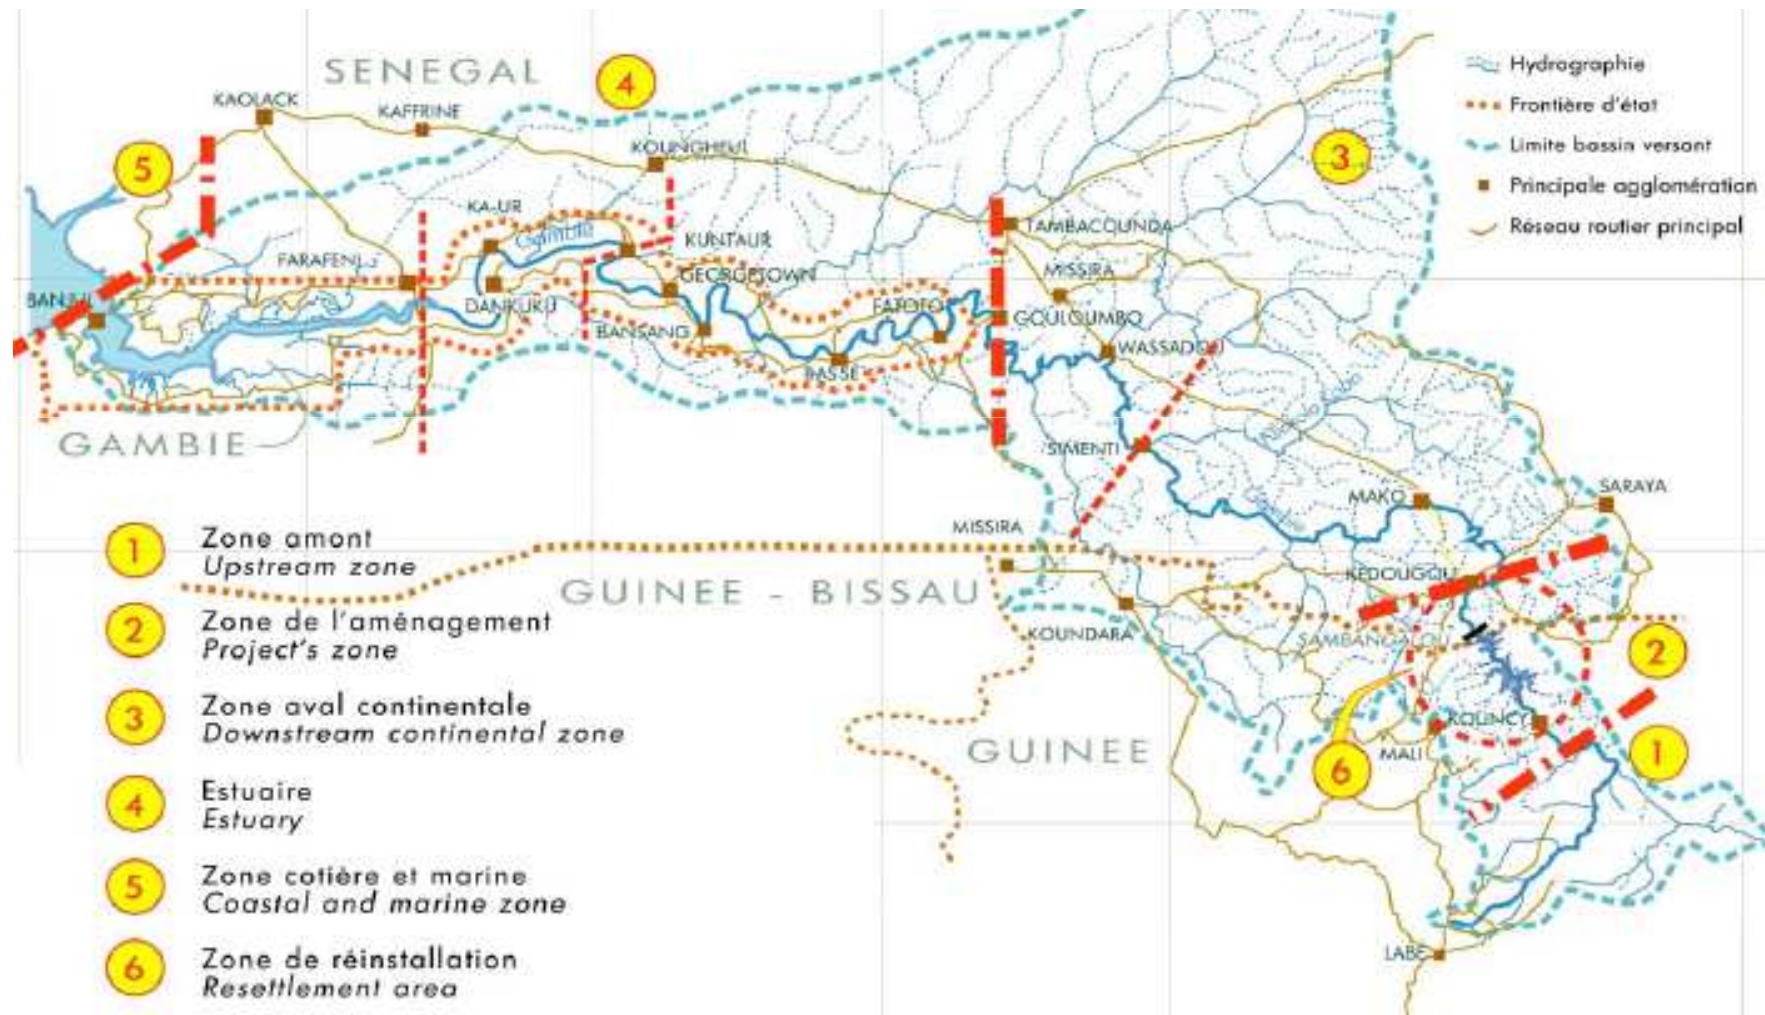 SENEGAL
4
KAOLACK
KAFFRINE
KOUNGHEUL
5
3
Hydrographie
Frontière d'état
Limite bassin versant
Principale agglomération
Réseau routier principal
KA-UR
Gambie
KUNTAUR
TAMBACOUNDA
FARAFENI
GEORGETOWN
MISSIRA
BANJUL
DANKUKU
BANSANG
FATOTO
GOULOUMBO
BASSE
WASSADOU
GAMBIE
SIMENTI
MAKO
SARAYA
MISSIRA
GUINEE - BISSAU
KEDOUGOU
KOUNDARA
SAMBANGALOU
2
GUINEE
KOUNCY
MALI
1
6
LABE
1
Zone amont
Upstream zone
2
Zone de l'aménagement
Project's zone
3
Zone aval continentale
Downstream continental zone
4
Estuaire
Estuary
5
Zone cotière et marine
Coastal and marine zone
6
Zone de réinstallation
Resettlement area